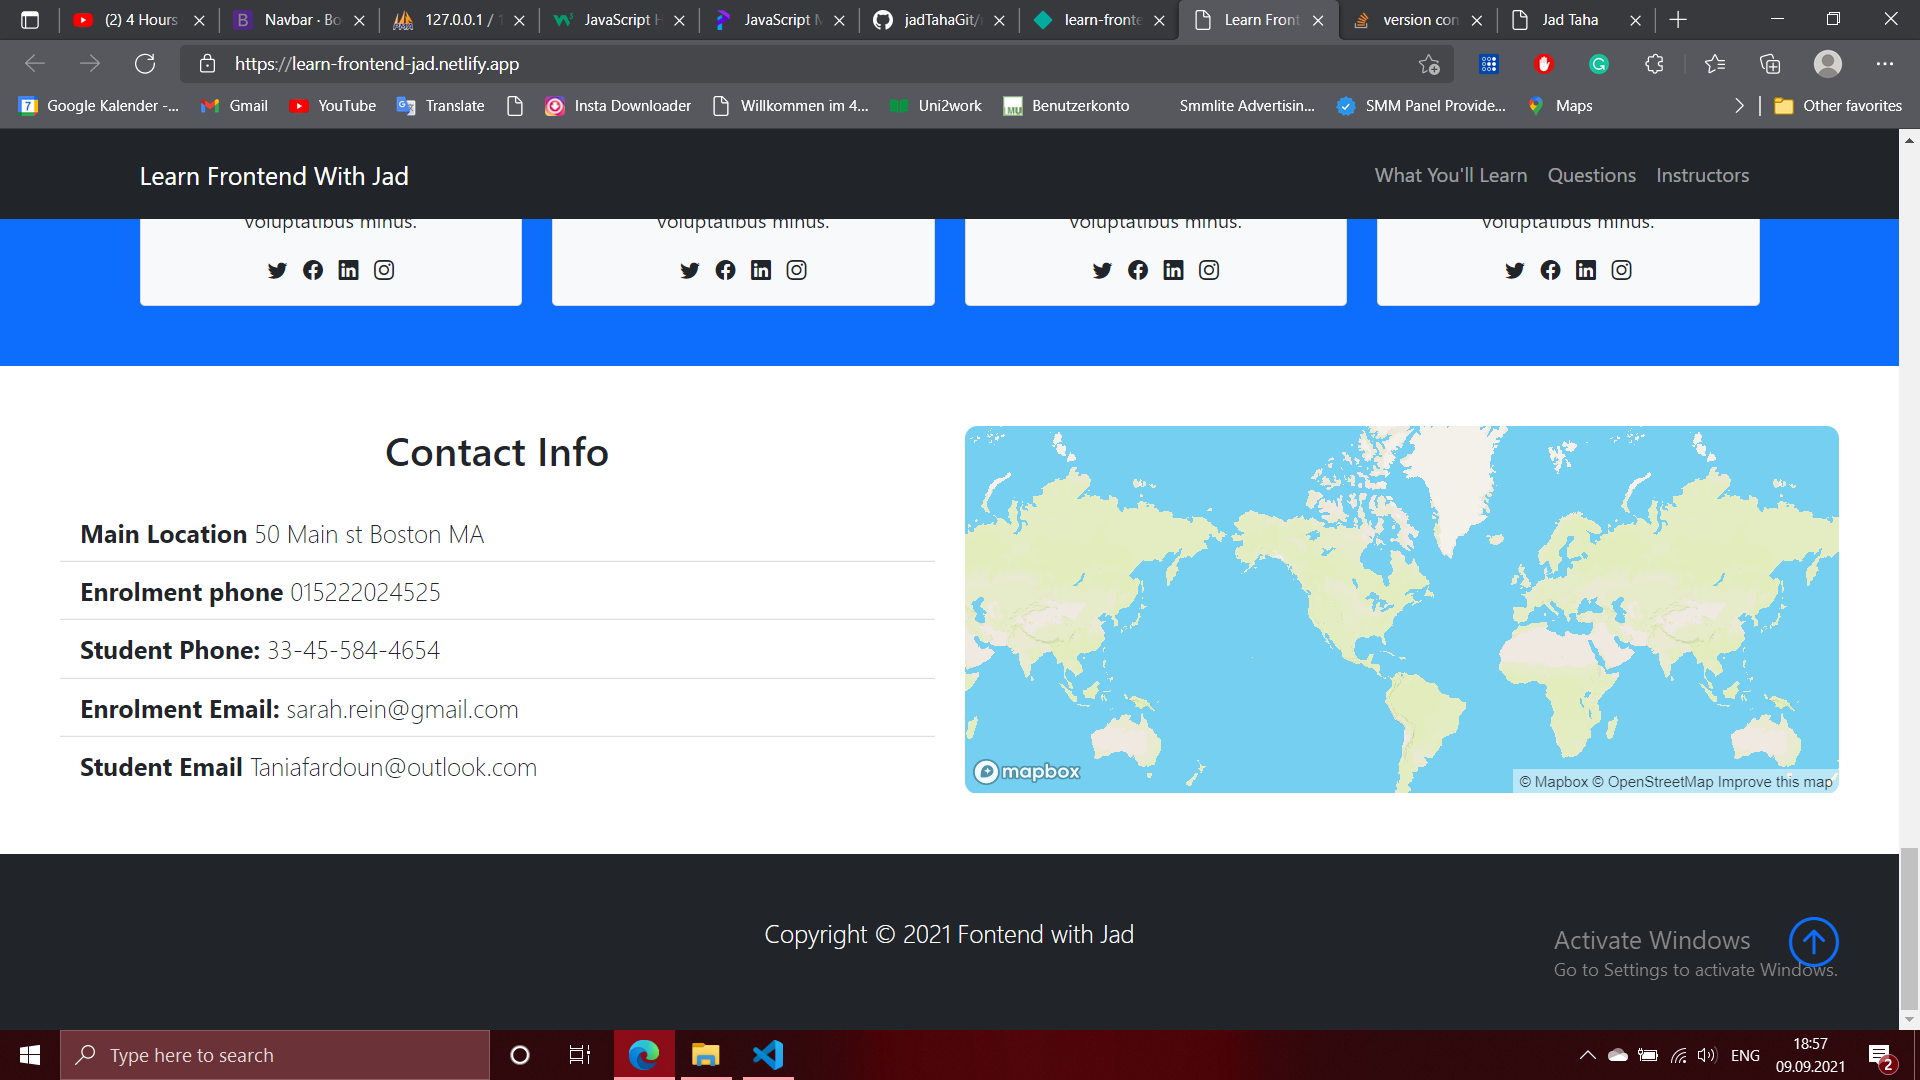 (2) 4 Hours
Navbar · Bo
127.0.0.1 / 1
JavaScript H
JavaScript M
jadTahaGit/
learn-fronte
Learn Front
version con
Jad Taha
https://learn-frontend-jad.netlify.app
Google Kalender -...
Gmail
YouTube
Translate
Insta Downloader
Willkommen im 4...
Uni2work
Benutzerkonto
Smmlite Advertisin...
SMM Panel Provide...
Maps
Other favorites
Learn Frontend With Jad
What You'll Learn
Questions
Instructors
voluptatibus minus.
voluptatibus minus.
voluptatibus minus.
voluptatibus minus.
Contact Info
Main Location 50 Main st Boston MA
Enrolment phone 015222024525
Student Phone: 33-45-584-4654
Enrolment Email: sarah.rein@gmail.com
Student Email Taniafardoun@outlook.com
mapbox
© Mapbox © OpenStreetMap Improve this map
Copyright © 2021 Fontend with Jad
Activate Windows
Go to Settings to activate Windows.
Type here to search
ENG
18:57
09.09.2021
2